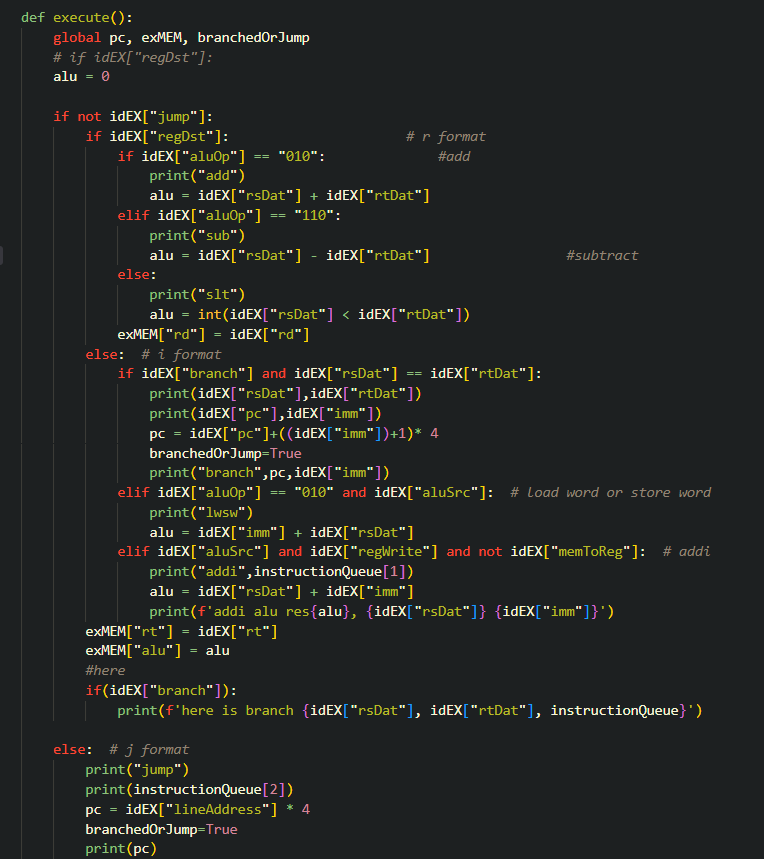 def execute():
    global pc, exMEM, branchedOrJump
    # if idEX["regDst"]:
    alu = 0

    if not idEX["jump"]:
        if idEX["regDst"]:                      # r format
            if idEX["aluOp"] == "010":              #add
                print("add")
                alu = idEX["rsDat"] + idEX["rtDat"]
            elif idEX["aluOp"] == "110":
                print("sub")
                alu = idEX["rsDat"] - idEX["rtDat"]                 #subtract
            else:
                print("slt")
                alu = int(idEX["rsDat"] < idEX["rtDat"])
            exMEM["rd"] = idEX["rd"]
        else:  # i format
            if idEX["branch"] and idEX["rsDat"] == idEX["rtDat"]:
                print(idEX["rsDat"],idEX["rtDat"])
                print(idEX["pc"],idEX["imm"])
                pc = idEX["pc"]+((idEX["imm"])+1)* 4
                branchedOrJump=True
                print("branch",pc,idEX["imm"])
            elif idEX["aluOp"] == "010" and idEX["aluSrc"]:  # load word or store word
                print("lwsw")
                alu = idEX["imm"] + idEX["rsDat"]
            elif idEX["aluSrc"] and idEX["regWrite"] and not idEX["memToReg"]:  # addi
                print("addi",instructionQueue[1])
                alu = idEX["rsDat"] + idEX["imm"]
                print(f'addi alu res{alu}, {idEX["rsDat"]} {idEX["imm"]}')
        exMEM["rt"] = idEX["rt"]
        exMEM["alu"] = alu
        #here
        if(idEX["branch"]):
            print(f'here is branch {idEX["rsDat"], idEX["rtDat"], instructionQueue}')

    else:  # j format
        print("jump")
        print(instructionQueue[2])
        pc = idEX["lineAddress"] * 4
        branchedOrJump=True
        print(pc)